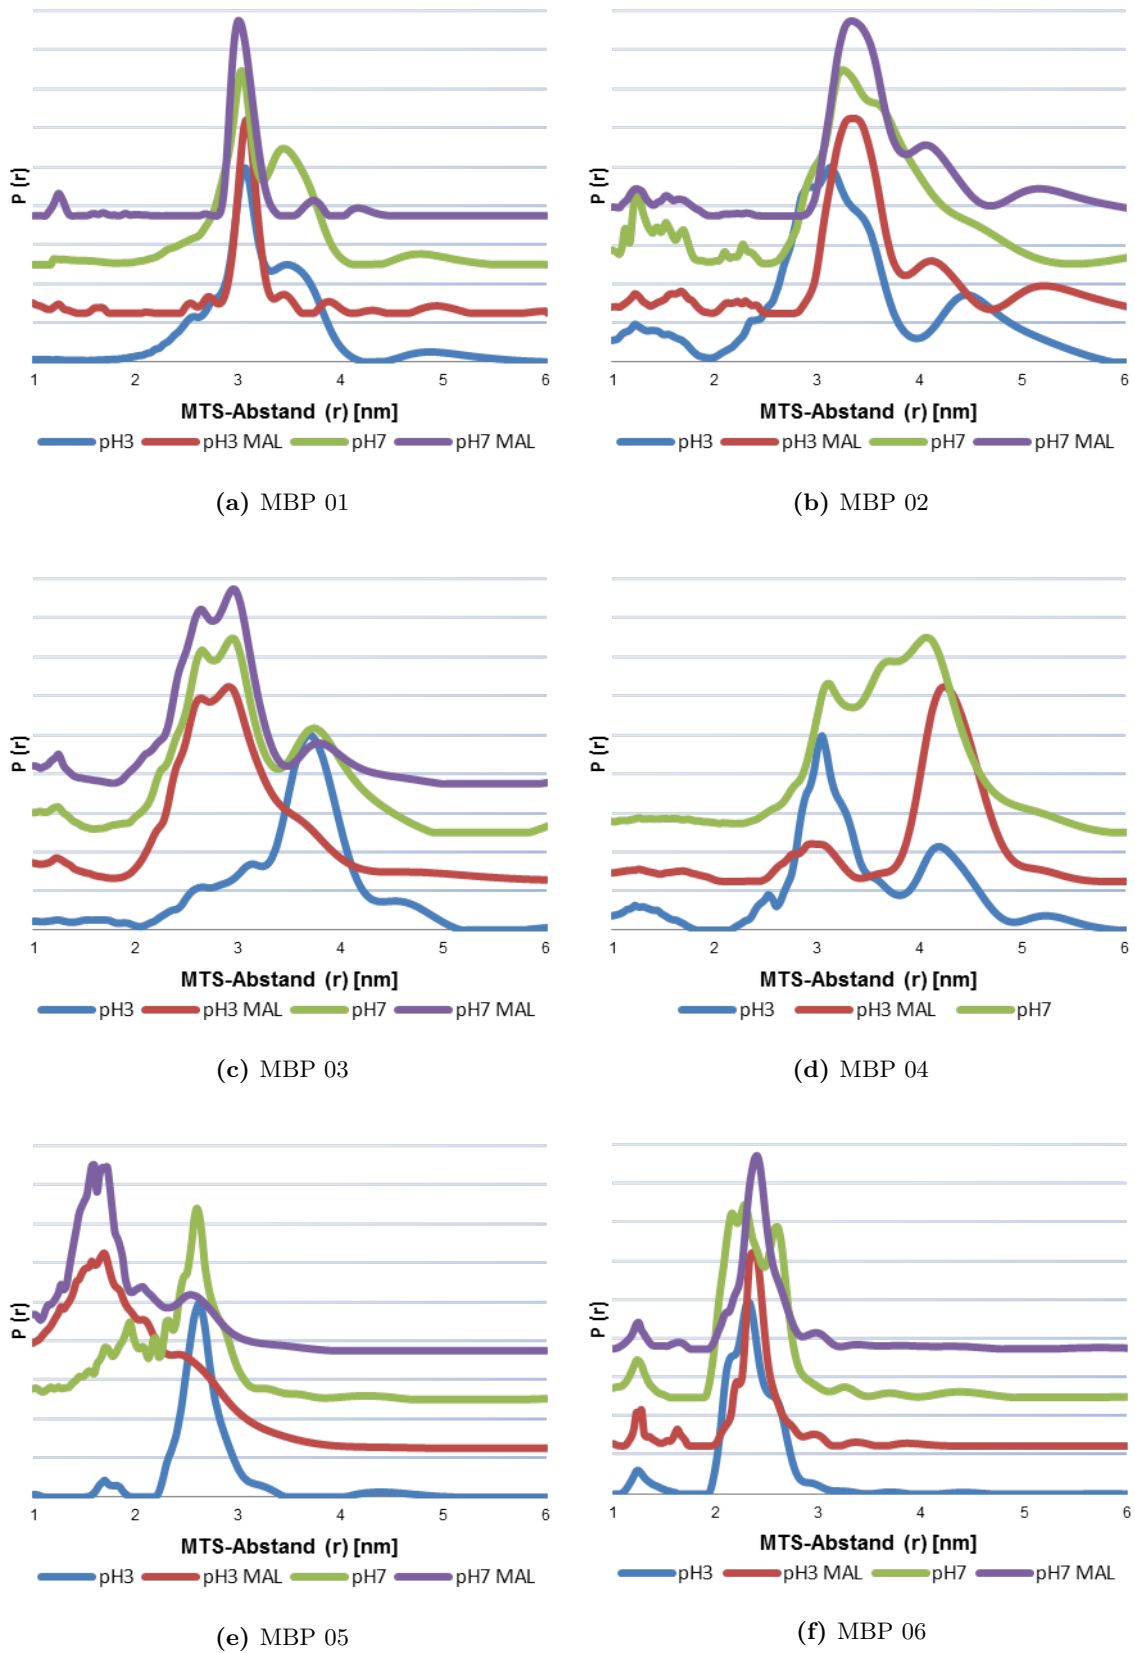 P (r)
1 2 3 4 5 6
MTS-Abstand (r) [nm]
pH3 pH3 MAL pH7 pH7 MAL
(a) MBP 01
P (r)
1 2 3 4 5 6
MTS-Abstand (r) [nm]
pH3 pH3 MAL pH7 pH7 MAL
(b) MBP 02
P (r)
1 2 3 4 5 6
MTS-Abstand (r) [nm]
pH3 pH3 MAL pH7 pH7 MAL
(c) MBP 03
P (r)
1 2 3 4 5 6
MTS-Abstand (r) [nm]
pH3 pH3 MAL pH7
(d) MBP 04
P (r)
1 2 3 4 5 6
MTS-Abstand (r) [nm]
pH3 pH3 MAL pH7 pH7 MAL
(e) MBP 05
P (r)
1 2 3 4 5 6
MTS-Abstand (r) [nm]
pH3 pH3 MAL pH7 pH7 MAL
(f) MBP 06